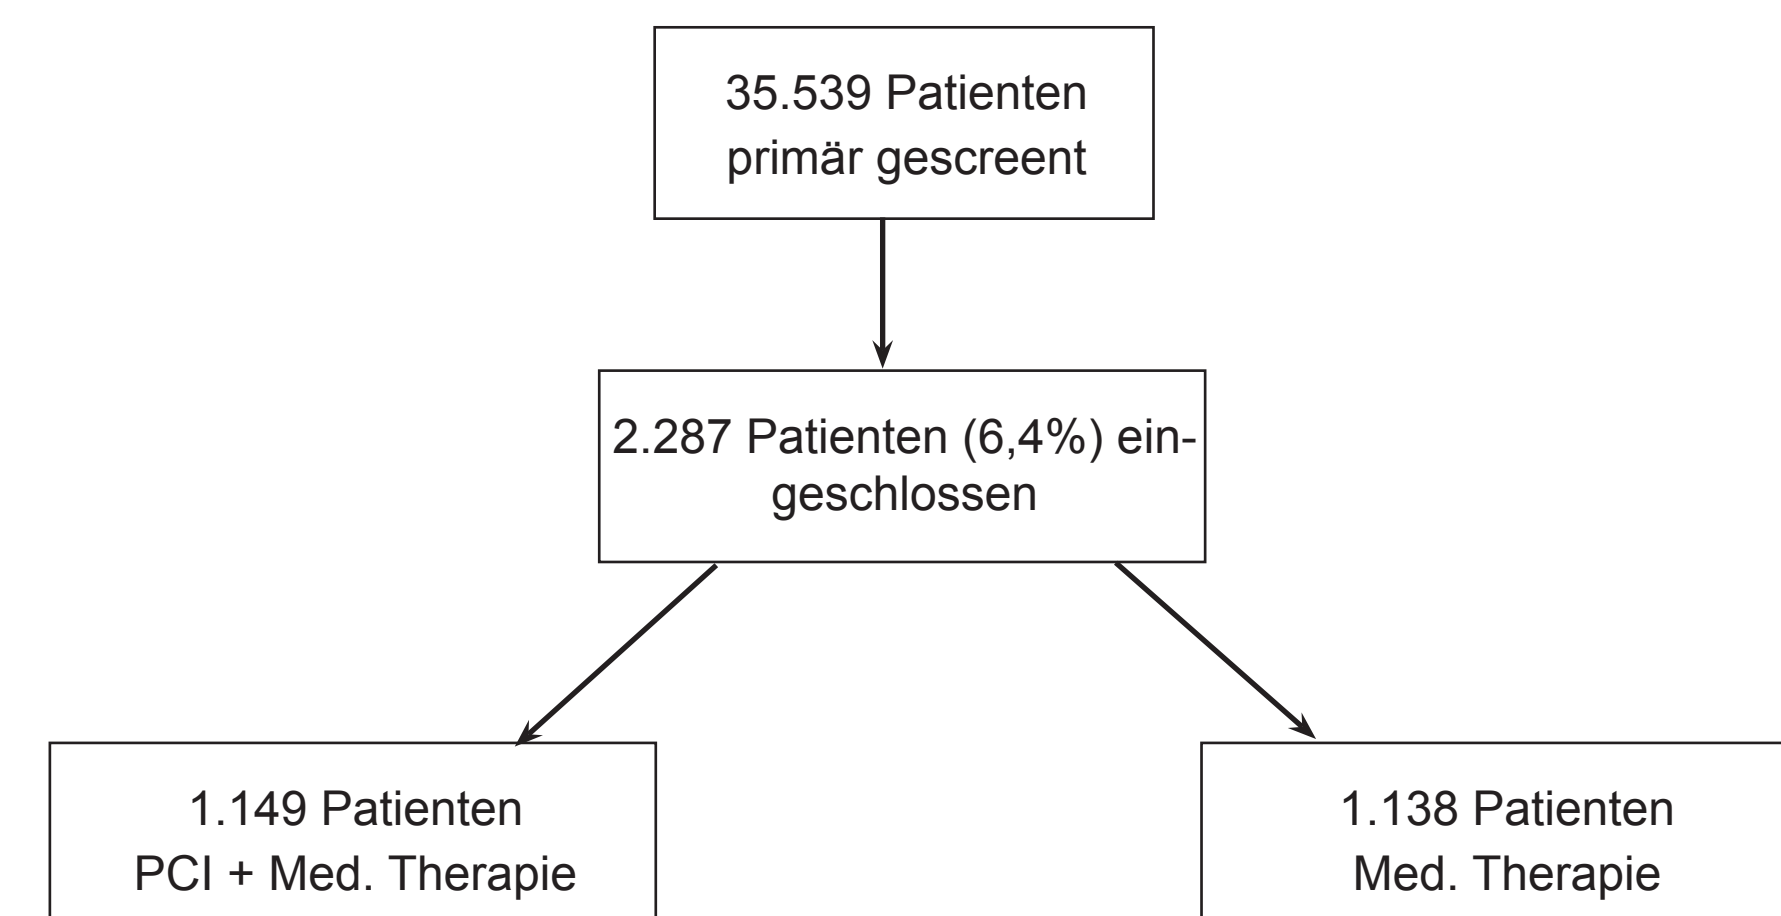 35.539 Patienten
primär gescreent
2.287 Patienten (6,4%) ein-
geschlossen
1.149 Patienten
PCI + Med. Therapie
1.138 Patienten
Med. Therapie